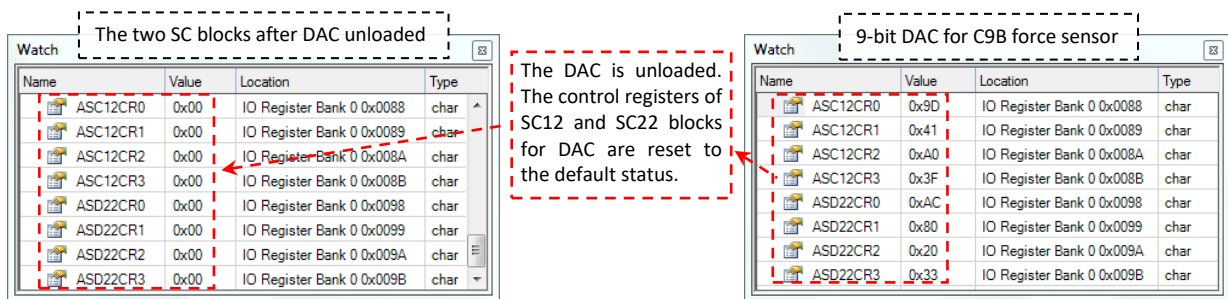 The two SC blocks after DAC unloaded
Watch
Name Value Location Type
ASC12CR0 0x00 IO Register Bank 0 0x0088 char
ASC12CR1 0x00 IO Register Bank 0 0x0089 char
ASC12CR2 0x00 IO Register Bank 0 0x008A char
ASC12CR3 0x00 IO Register Bank 0 0x008B char
ASD22CR0 0x00 IO Register Bank 0 0x0098 char
ASD22CR1 0x00 IO Register Bank 0 0x0099 char
ASD22CR2 0x00 IO Register Bank 0 0x009A char
ASD22CR3 0x00 IO Register Bank 0 0x009B char
The DAC is unloaded.
The control registers of
SC12 and SC22 blocks
for DAC are reset to
the default status.
9-bit DAC for C9B force sensor
Watch
Name Value Location Type
ASC12CR0 0x9D IO Register Bank 0 0x0088 char
ASC12CR1 0x41 IO Register Bank 0 0x0089 char
ASC12CR2 0xA0 IO Register Bank 0 0x008A char
ASC12CR3 0x3F IO Register Bank 0 0x008B char
ASD22CR0 0xAC IO Register Bank 0 0x0098 char
ASD22CR1 0x80 IO Register Bank 0 0x0099 char
ASD22CR2 0x20 IO Register Bank 0 0x009A char
ASD22CR3 0x33 IO Register Bank 0 0x009B char